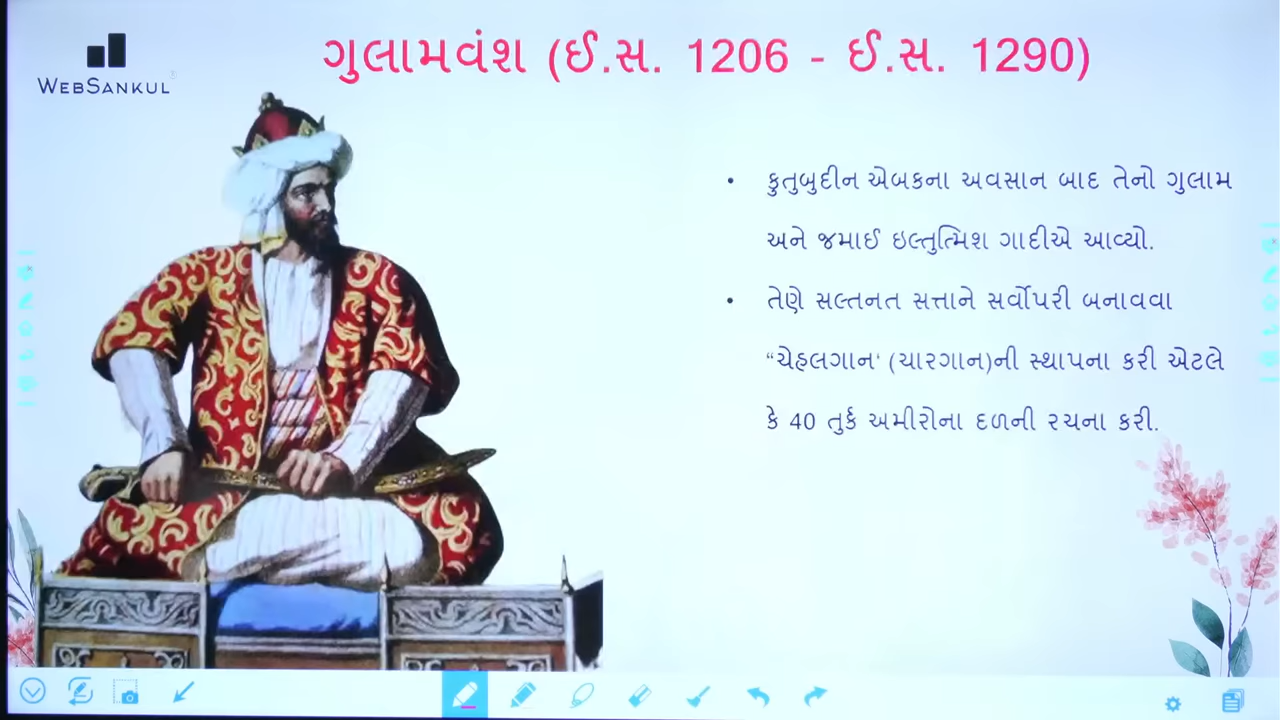 WEBSANKUL
ગુલામવંશ (ઈ.સ. 1206 - ઈ.સ. 1290)
• કુતુબુદીન એબકના અવસાન બાદ તેનો ગુલામ
અને જમાઈ ઇલ્તુત્મિશ ગાદીએ આવ્યો.
• તેણે સલ્તનત સત્તાને સર્વોપરી બનાવવા
“ચેહલગાન' (ચારગાન)ની સ્થાપના કરી એટલે
કે 40 તુર્ક અમીરોના દળની રચના કરી.